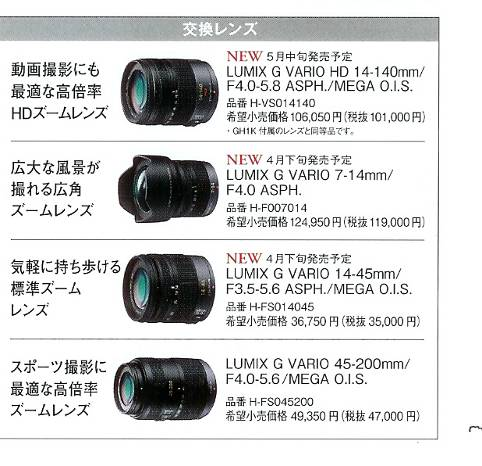 交換レンズ
動画撮影にも
最適な高倍率
HDズームレンズ
NEW 5月中旬発売予定
LUMIX G VARIO HD 14-140mm/
F4.0-5.8 ASPH./MEGA O.I.S.
品番 H-VS014140
希望小売価格 106,050円(税抜101,000円)
・GH1K 付属のレンズと同等品です。
広大な風景が
撮れる広角
ズームレンズ
NEW 4月下旬発売予定
LUMIX G VARIO 7-14mm/
F4.0 ASPH.
品番 H-F007014
希望小売価格 124,950円(税抜 119,000円)
気軽に持ち歩ける
標準ズーム
レンズ
NEW 4月下旬発売予定
LUMIX G VARIO 14-45mm/
F3.5-5.6 ASPH./MEGA O.I.S.
品番 H-FS014045
希望小売価格 36,750円(税抜 35,000円)
スポーツ撮影に
最適な高倍率
ズームレンズ
LUMIX G VARIO 45-200mm/
F4.0-5.6/MEGA O.I.S.
品番 H-FS045200
希望小売価格 49,350円(税抜 47,000円)